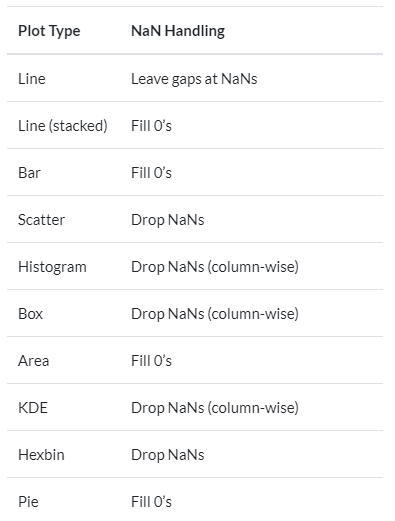 Plot Type NaN Handling
Line Leave gaps at NaNs
Line (stacked) Fill 0’s
Bar Fill 0’s
Scatter Drop NaNs
Histogram Drop NaNs (column-wise)
Box Drop NaNs (column-wise)
Area Fill 0’s
KDE Drop NaNs (column-wise)
Hexbin Drop NaNs
Pie Fill 0’s